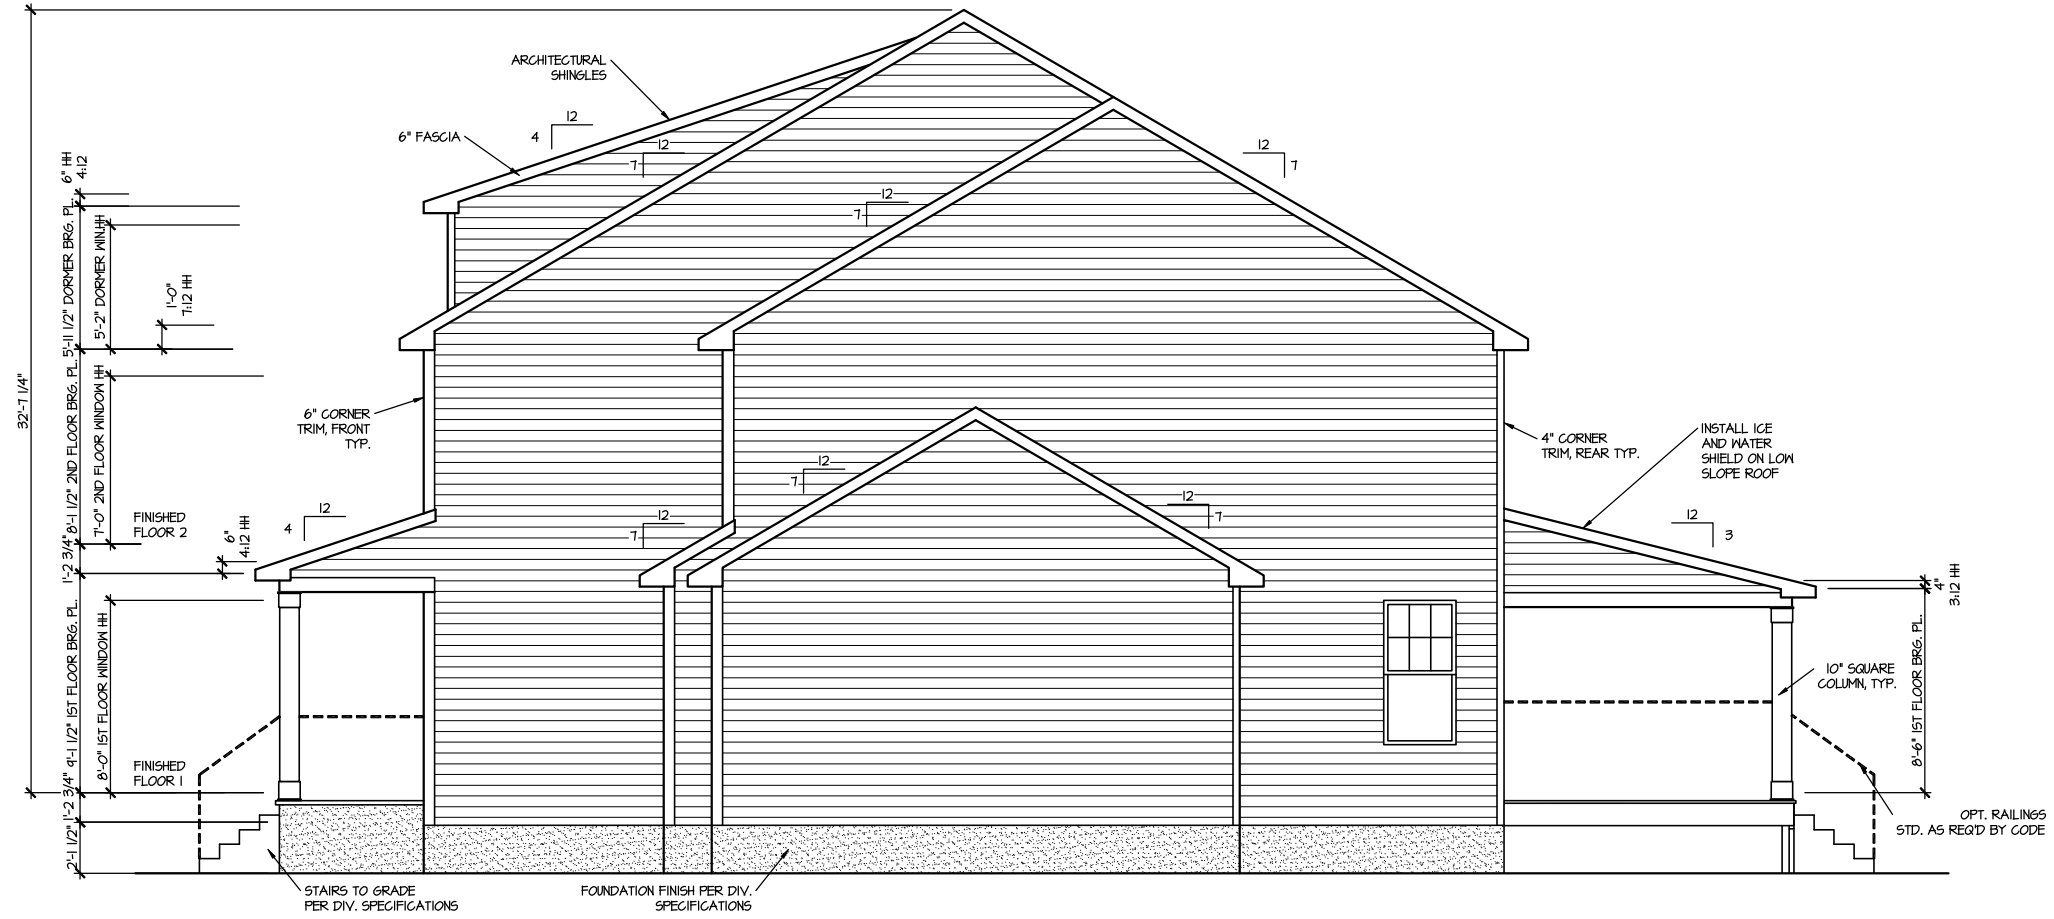 ARCHITECTURAL
SHINGLES
6" FASCIA
12
4
12
7
12
7
12
7
6" HH
4:12
5'-11 1/2" DORMER BRG. PL.
5'-2" DORMER WIN.HH
1'-0"
7:12 HH
32'-7 1/4"
8'-1 1/2" 2ND FLOOR BRG. PL.
7'-0" 2ND FLOOR WINDOW HH
6" CORNER
TRIM, FRONT
TYP.
4" CORNER
TRIM, REAR TYP.
INSTALL ICE
AND WATER
SHIELD ON LOW
SLOPE ROOF
12
7
12
7
12
7
12
4
12
3
FINISHED
FLOOR 2
6"
4:12 HH
1'-2 3/4"
4"
3:12 HH
9'-1 1/2" 1ST FLOOR BRG. PL.
8'-0" 1ST FLOOR WINDOW HH
8'-6" 1ST FLOOR BRG. PL.
10" SQUARE
COLUMN, TYP.
FINISHED
FLOOR 1
1'-2 3/4"
2'-1 1/2"
OPT. RAILINGS
STD. AS REQ'D BY CODE
STAIRS TO GRADE
PER DIV. SPECIFICATIONS
FOUNDATION FINISH PER DIV.
SPECIFICATIONS